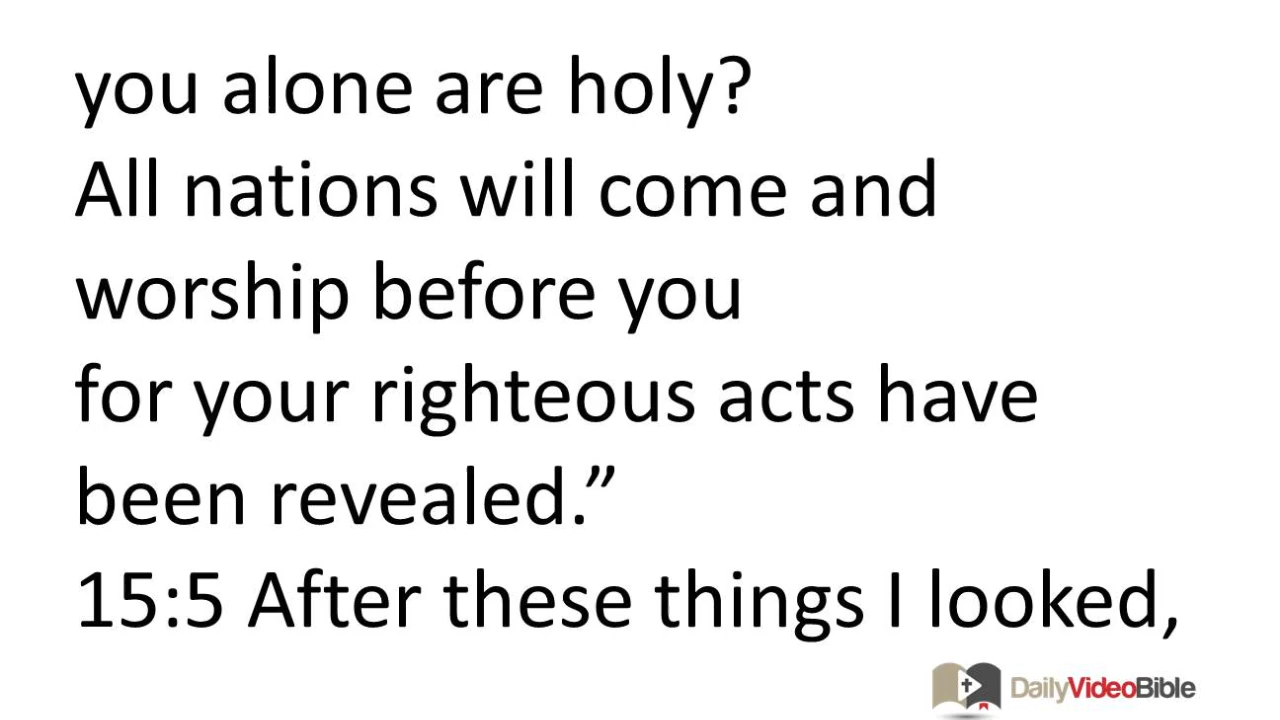 you alone are holy?
All nations will come and
worship before you
for your righteous acts have
been revealed.”
15:5 After these things I looked,
DailyVideoBible